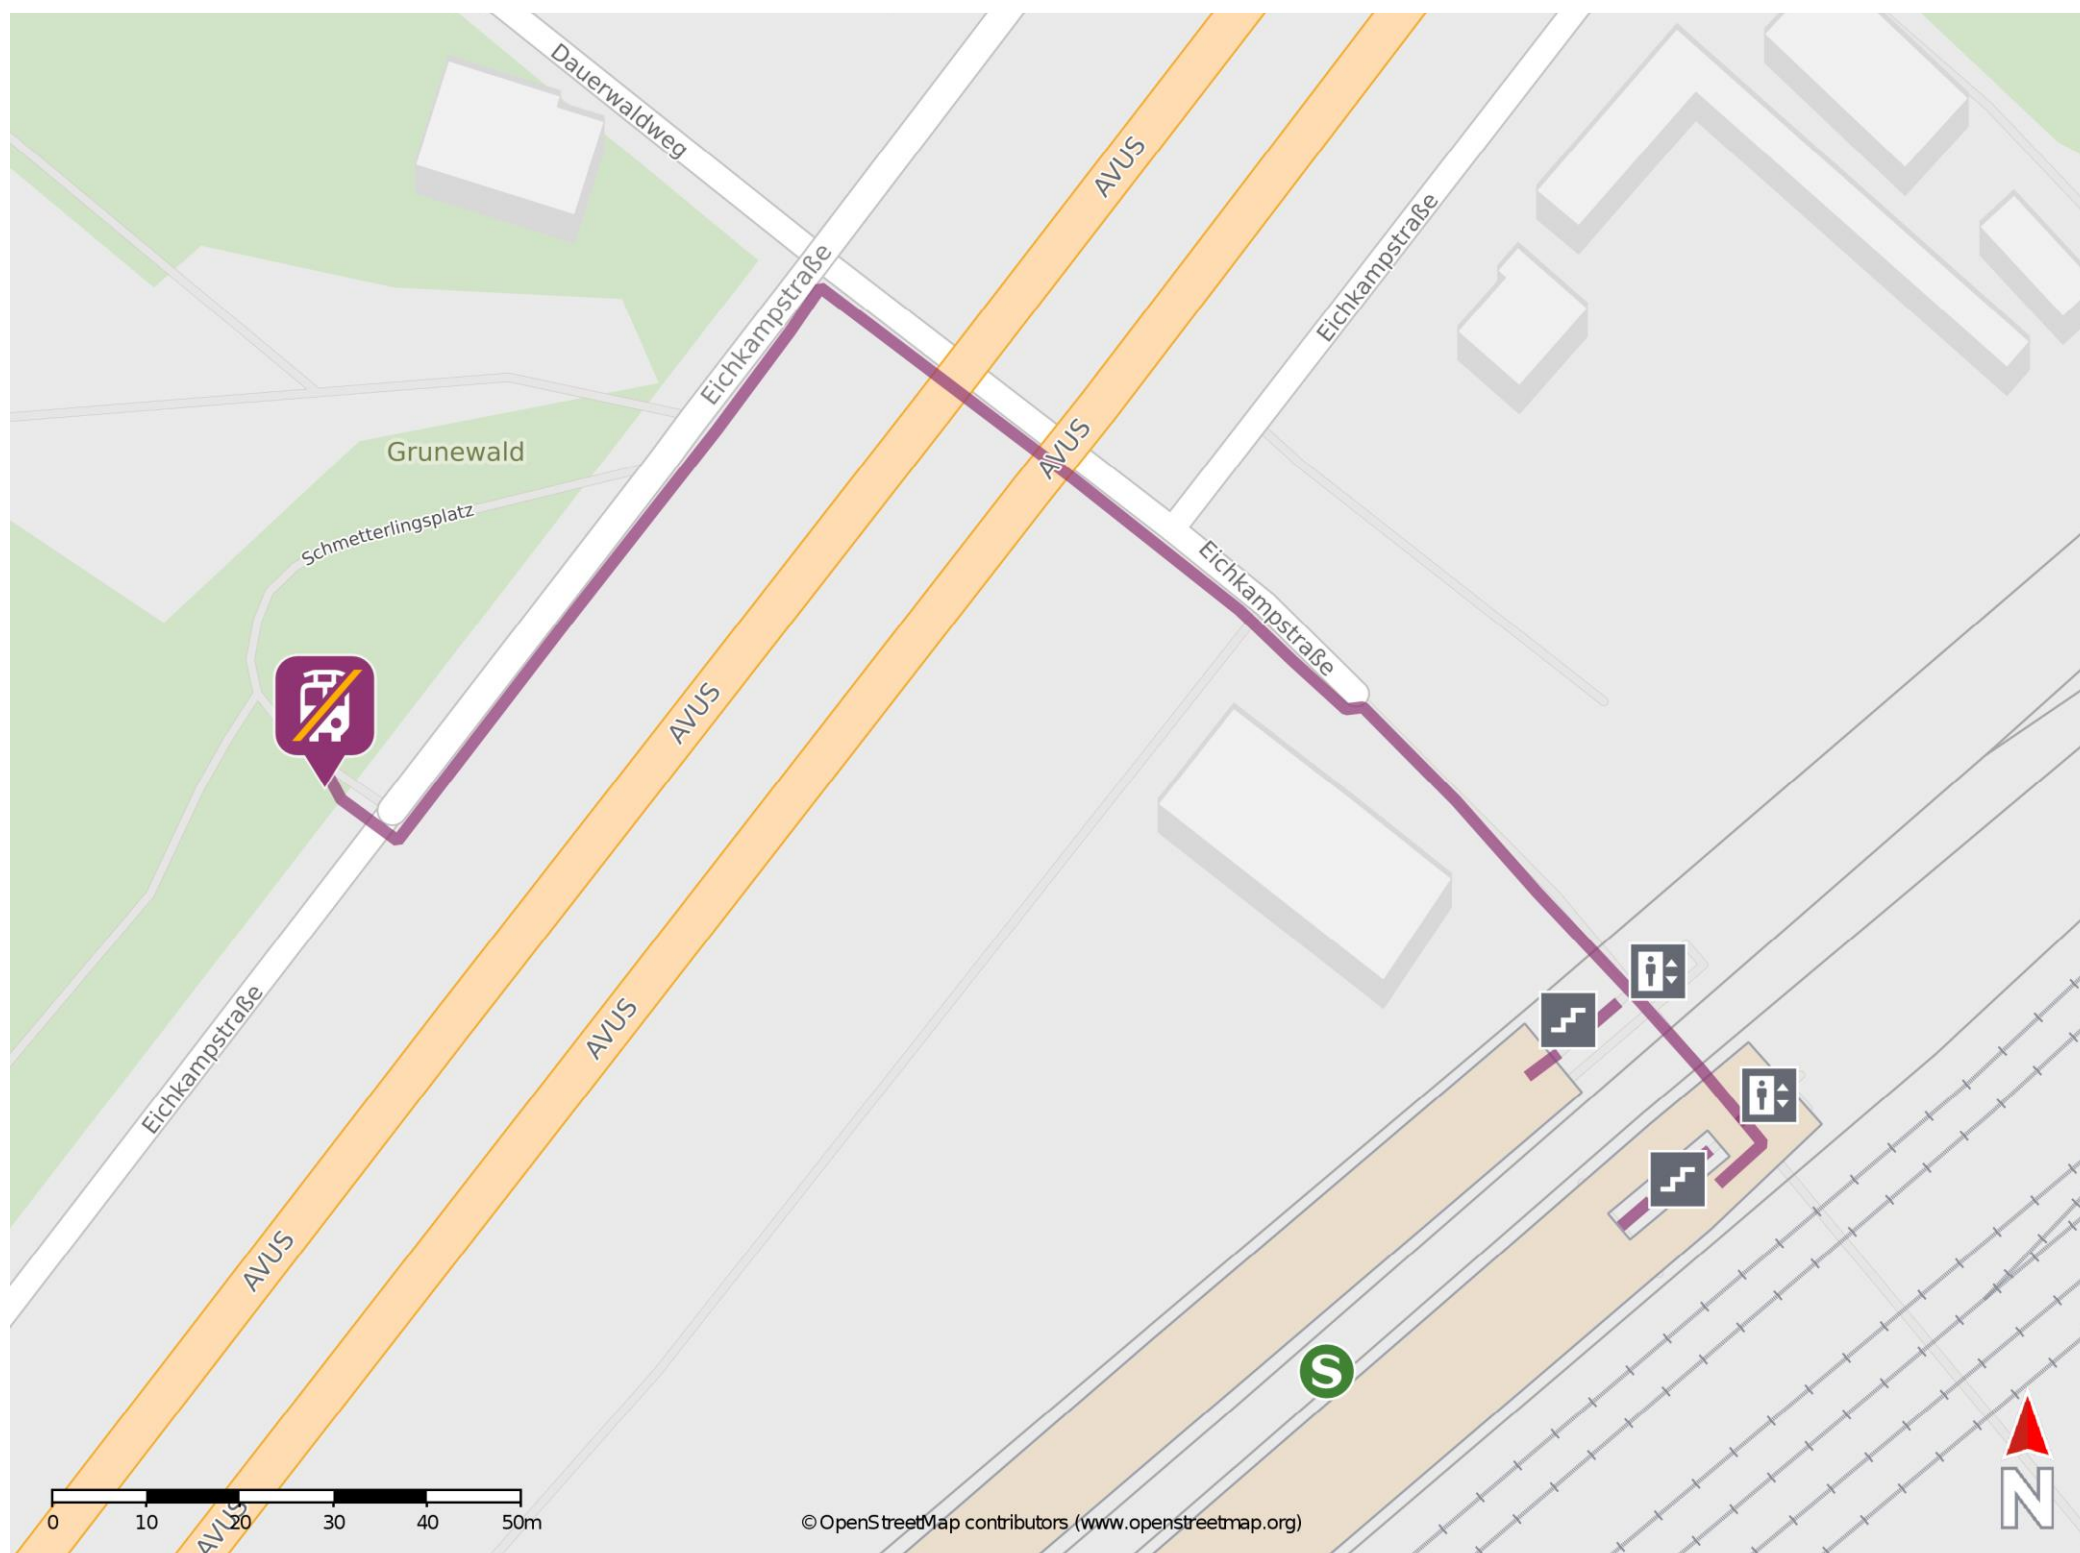 Dauerwaldweg
AVUS
Eichkampstraße
Eichkampstraße
AVUS
Grunewald
Schmetterlingsplatz
Eichkampstraße
AVUS
Eichkampstraße
AVUS
AVUS
S
AVUS
0 10 20 30 40 50m
© OpenStreetMap contributors (www.openstreetmap.org)
N